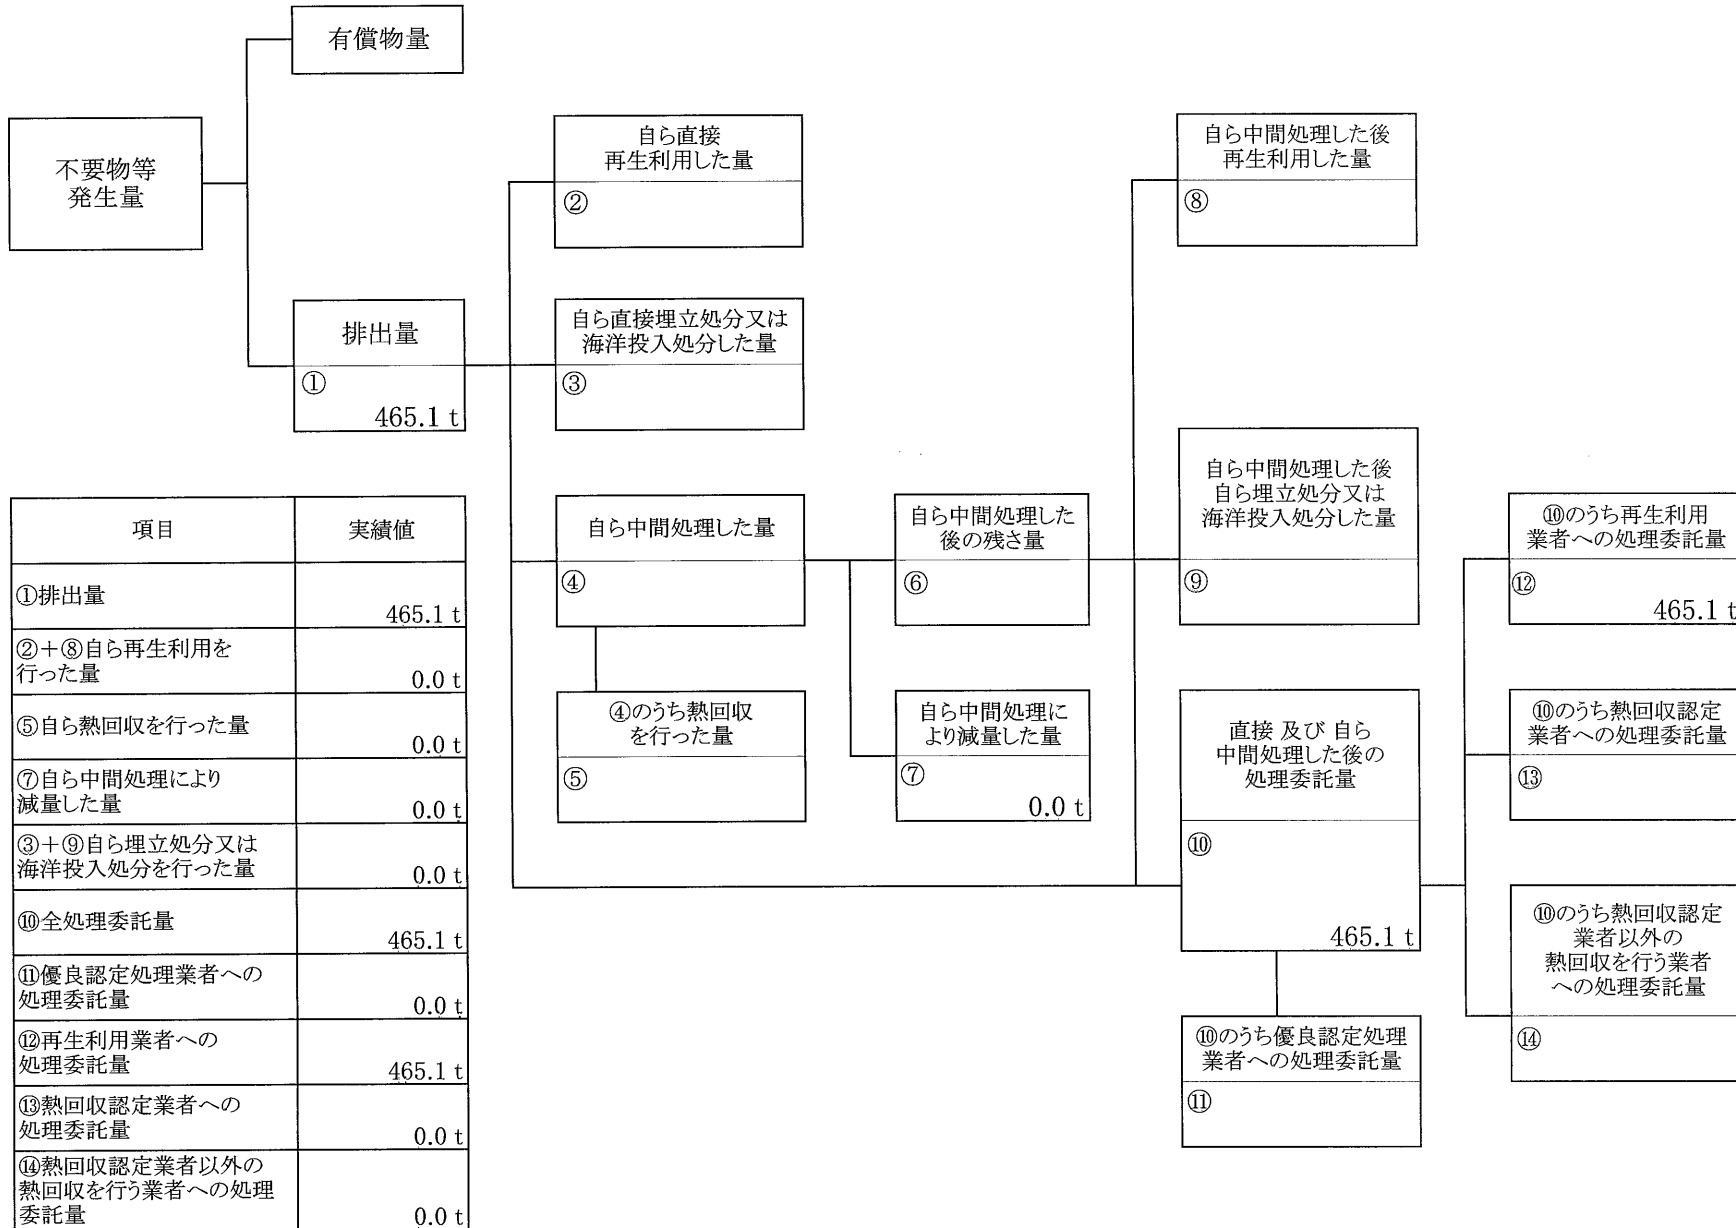 有償物量
不要物等
発生量
排出量
①
465.1 t
自ら直接
再生利用した量
②
自ら直接埋立処分又は
海洋投入処分した量
③
自ら中間処理した量
④
④のうち熱回収
を行った量
⑤
自ら中間処理した
後の残さ量
⑥
自ら中間処理に
より減量した量
⑦
0.0 t
自ら中間処理した後
再生利用した量
⑧
自ら中間処理した後
自ら埋立処分又は
海洋投入処分した量
⑨
直接 及び 自ら
中間処理した後の
処理委託量
⑩
465.1 t
⑩のうち優良認定処理
業者への処理委託量
⑪
⑩のうち再生利用
業者への処理委託量
⑫
465.1 t
⑩のうち熱回収認定
業者への処理委託量
⑬
⑩のうち熱回収認定
業者以外の
熱回収を行う業者
への処理委託量
⑭
項目 実績値
①排出量
465.1 t
②＋⑧自ら再生利用を
行った量
0.0 t
⑤自ら熱回収を行った量
0.0 t
⑦自ら中間処理により
減量した量
0.0 t
③＋⑨自ら埋立処分又は
海洋投入処分を行った量
0.0 t
⑩全処理委託量
465.1 t
⑪優良認定処理業者への
処理委託量
0.0 t
⑫再生利用業者への
処理委託量
465.1 t
⑬熱回収認定業者への
処理委託量
0.0 t
⑭熱回収認定業者以外の
熱回収を行う業者への処理
委託量
0.0 t